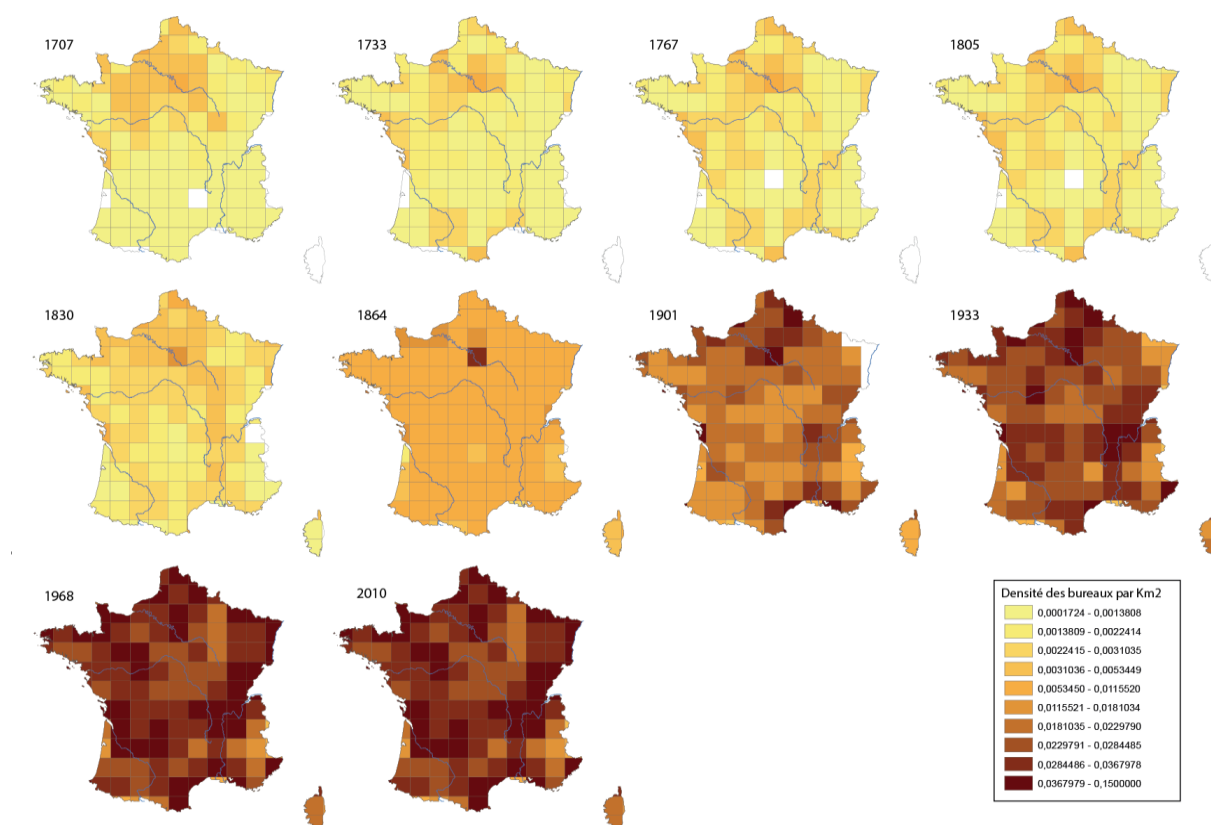 1707
1733
1767
1805
1830
1864
1901
1933
1968
2010
Densité des bureaux par Km2
0,0001724 - 0,0013808
0,0013809 - 0,0022414
0,0022415 - 0,0031035
0,0031036 - 0,0053449
0,0053450 - 0,0115520
0,0115521 - 0,0181034
0,0181035 - 0,0229790
0,0229791 - 0,0284485
0,0284486 - 0,0367978
0,0367979 - 0,1500000